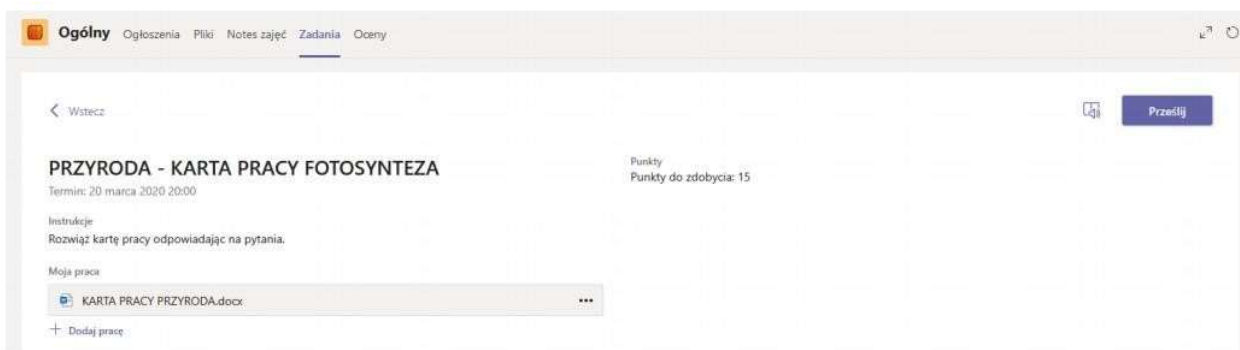 Ogólny Ogłoszenia Pliki Notes zajęć Zadania Oceny
Wstecz
Prześlij
PRZYRODA - KARTA PRACY FOTOSYNTEZA
Termin: 20 marca 2020 20:00
Punkty
Punkty do zdobycia: 15
Instrukcje
Rozwiąż kartę pracy odpowiadając na pytania.
Moja praca
KARTA PRACY PRZYRODA.docx
Dodaj pracę